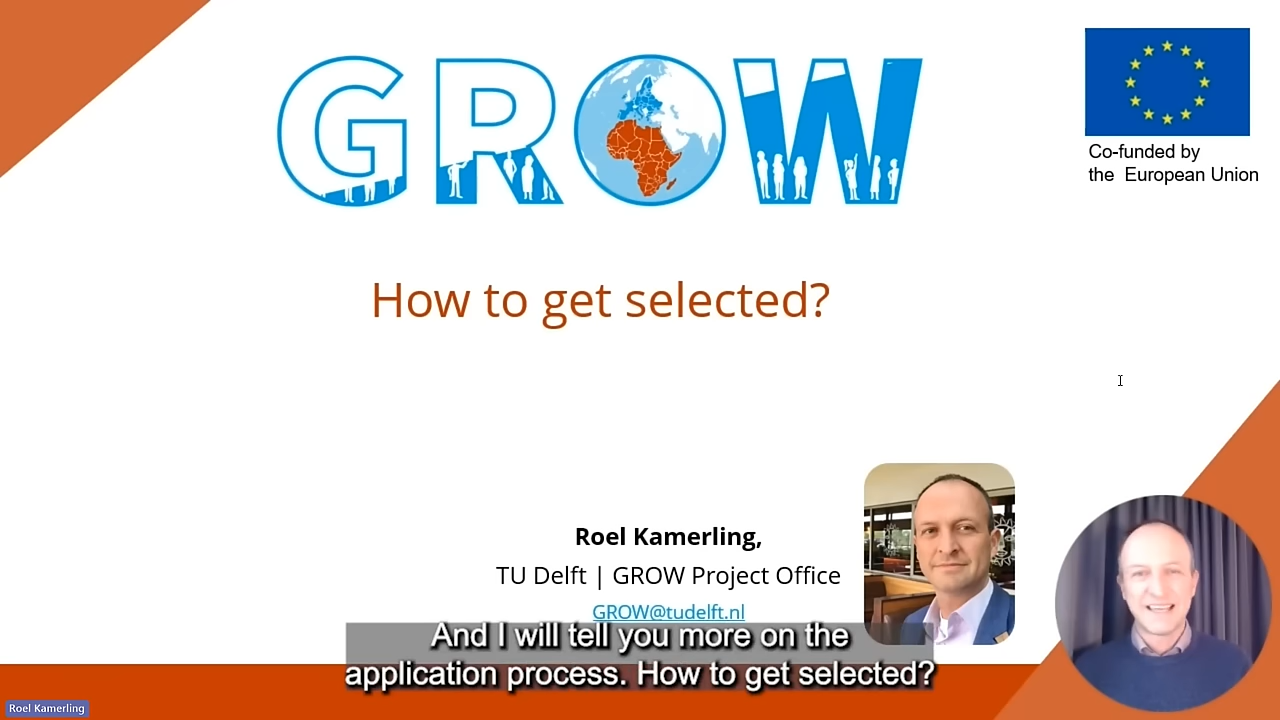 GROW
Co-funded by
the European Union
How to get selected?
Roel Kamerling,
TU Delft | GROW Project Office
GROW@tudelft.nl
And I will tell you more on the
application process. How to get selected?
Roel Kamerling